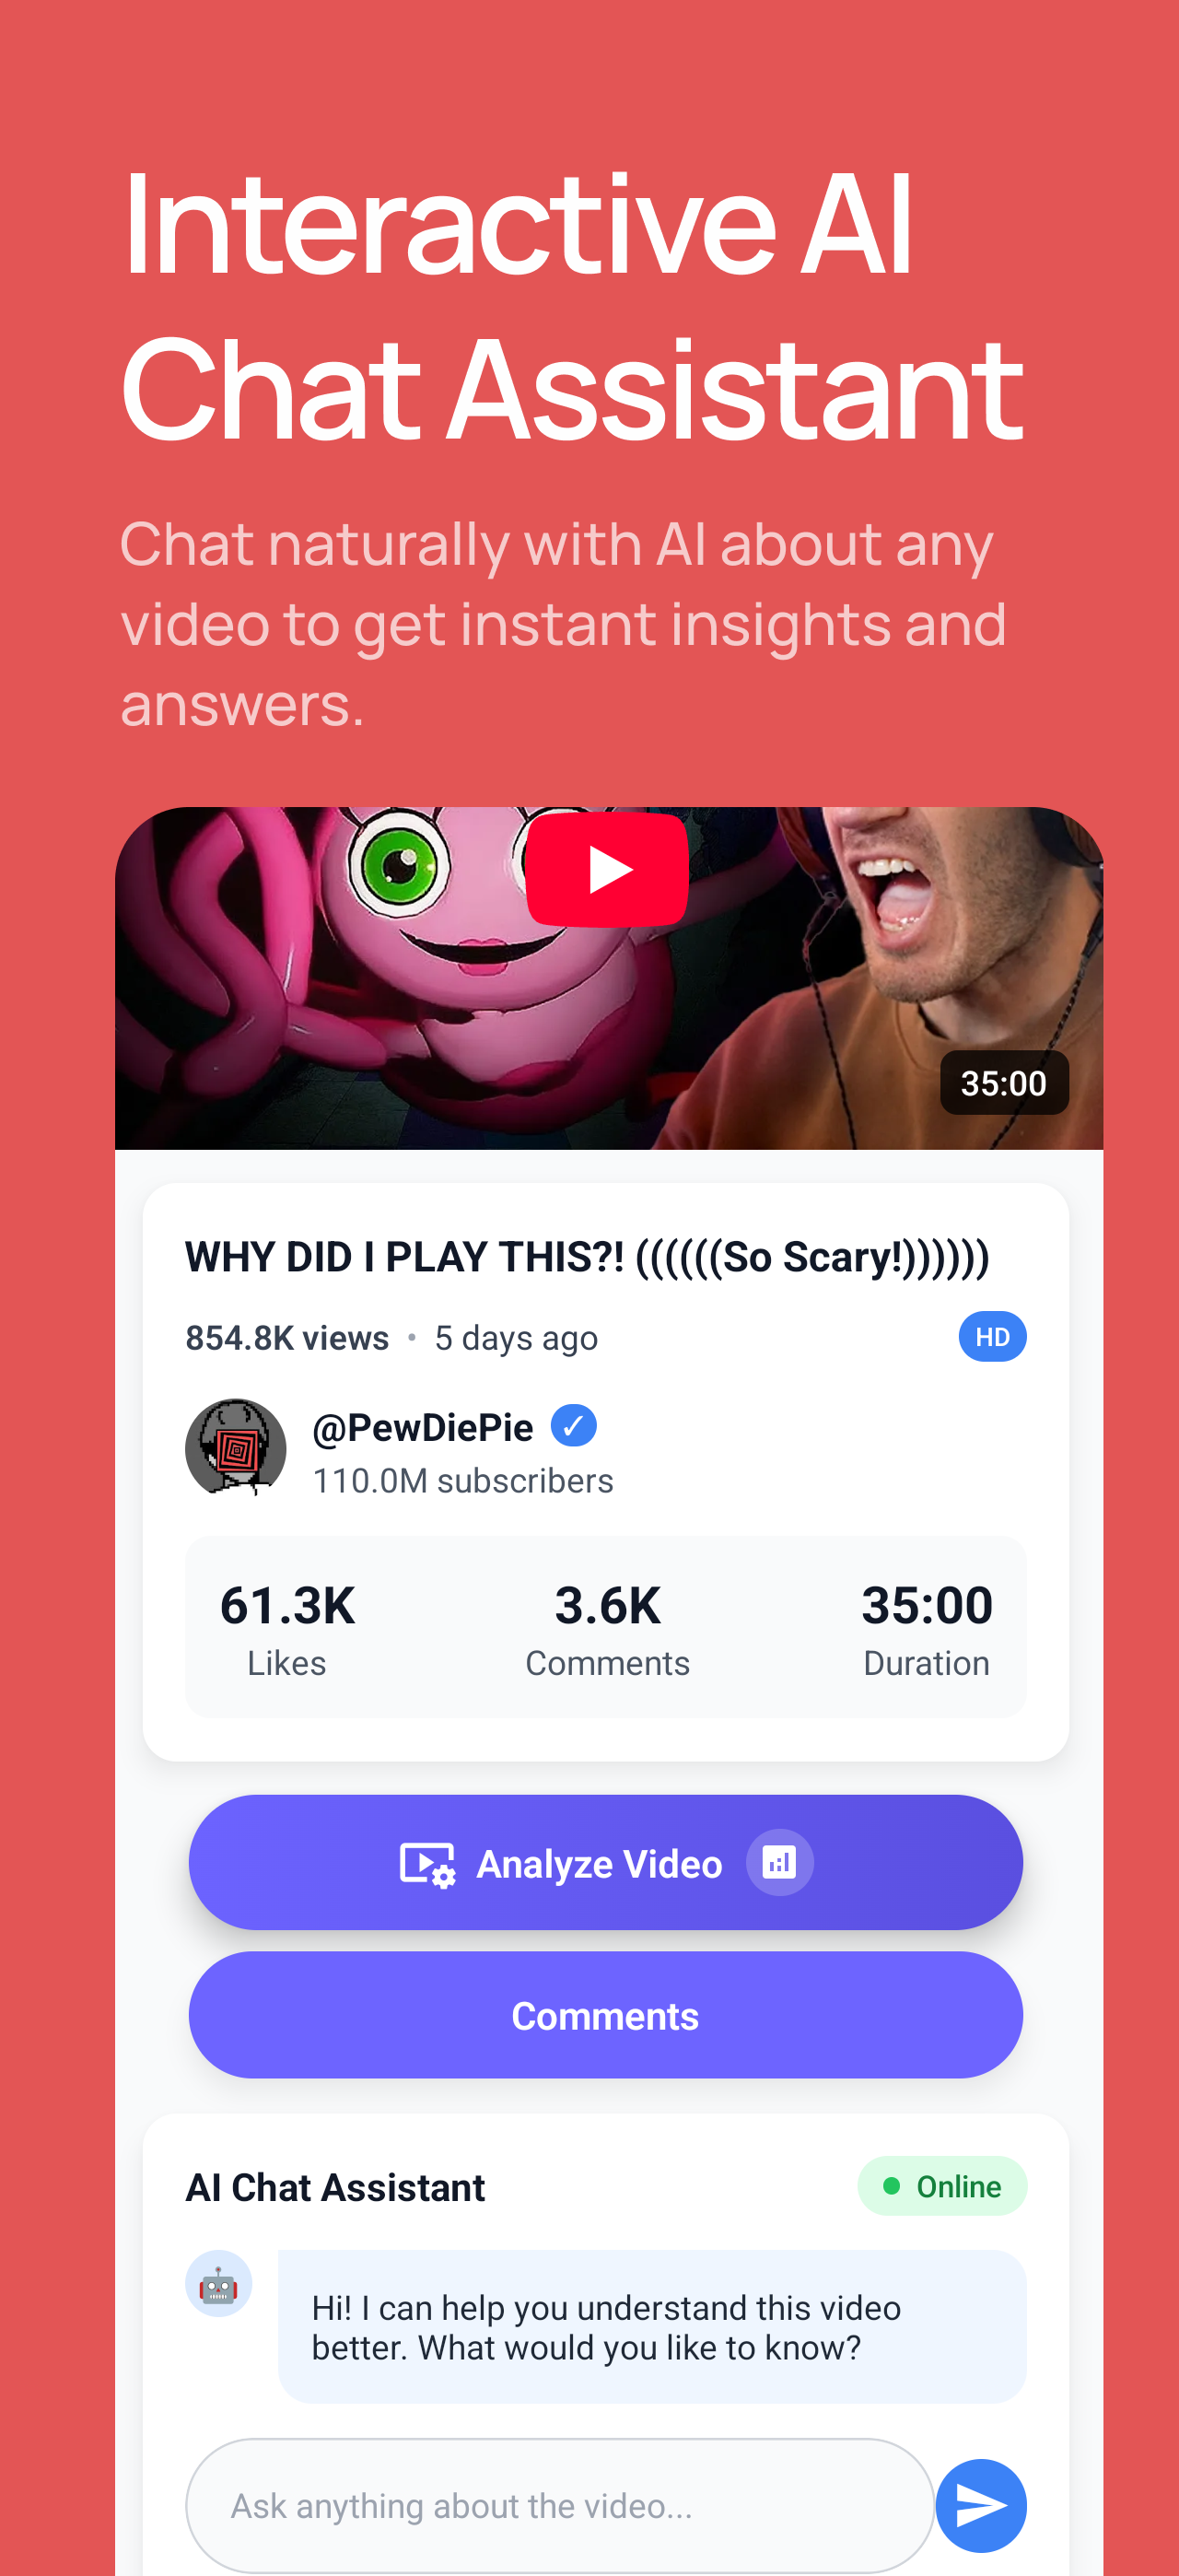 Interactive AI
Chat Assistant
Chat naturally with AI about any
video to get instant insights and
answers.
35:00
WHY DID I PLAY THIS?! ((((((So Scary!))))))
854.8K views • 5 days ago
HD
@PewDiePie ✓
110.0M subscribers
61.3K 3.6K 35:00
Likes Comments Duration
Analyze Video
Comments
AI Chat Assistant
Online
Hi! I can help you understand this video
better. What would you like to know?
Ask anything about the video...